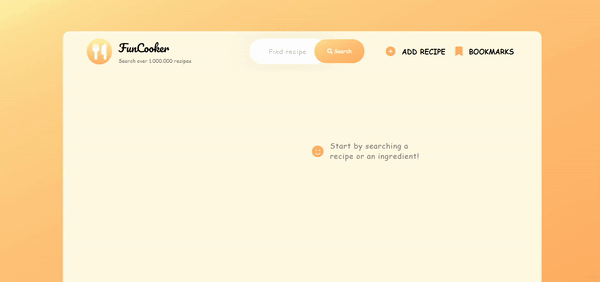 FunCooker
Search over 1.000.000 recipes
Find recipe
Search
ADD RECIPE
BOOKMARKS
Start by searching a
recipe or an ingredient!